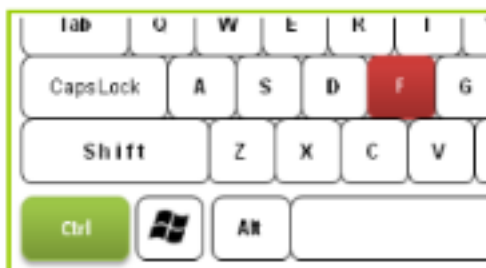 Tab Q W E R T
CapsLock A S D F G
Shift Z X C V
Ctrl Alt